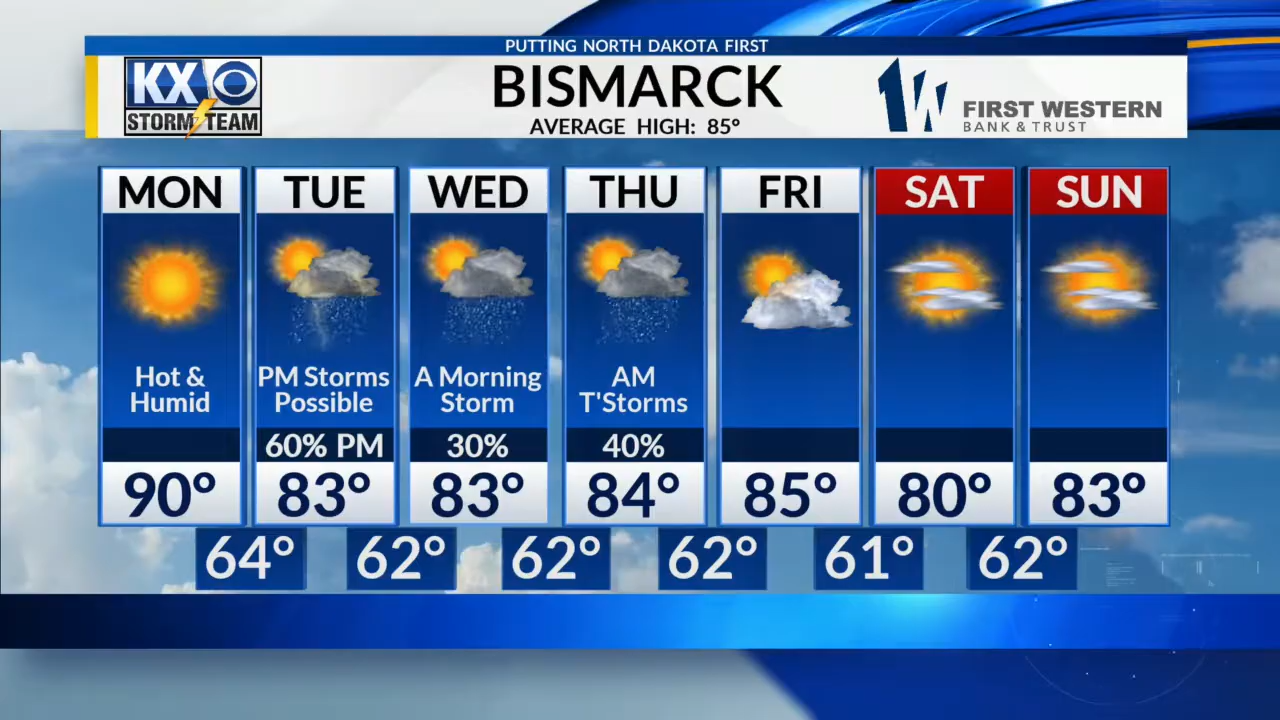 PUTTING NORTH DAKOTA FIRST
KX
STORM TEAM
BISMARCK
AVERAGE HIGH: 85°
1W
FIRST WESTERN
BANK & TRUST
MON
TUE
WED
THU
FRI
SAT
SUN
Hot &
Humid
PM Storms
Possible
A Morning
Storm
AM
T'Storms
60% PM
30%
40%
90°
83°
83°
84°
85°
80°
83°
64°
62°
62°
62°
61°
62°